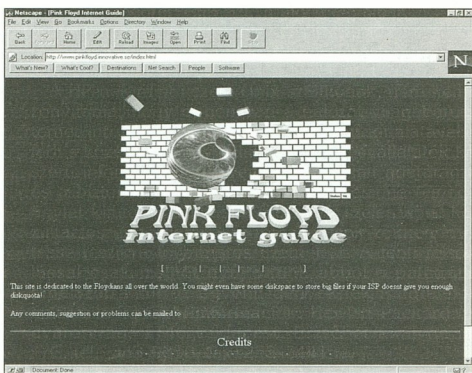 Netscape - [Pink Floyd Internet Guide]
File Edit View Go Bookmarks Options Directory Window Help
Back Home Edit Reload Images Open Print Find
Location:
What's New? What's Cool? Destinations Net Search People Software
N
PINK FLOYD
internet guide
[ | | | | ]
This site is dedicated to the Floydians all over the world. You might even have some diskspace to store big files if your ISP doesnt give you enough
diskquota!
Any comments, suggestion or problems can be mailed to
Credits
Document: Done